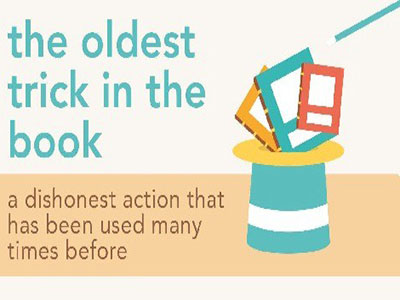 the oldest
trick in the
book
a dishonest action that
has been used many
times before